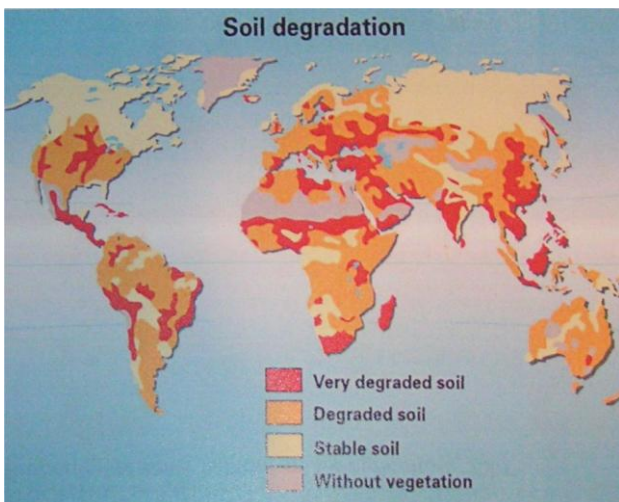 Soil degradation
Very degraded soil
Degraded soil
Stable soil
Without vegetation